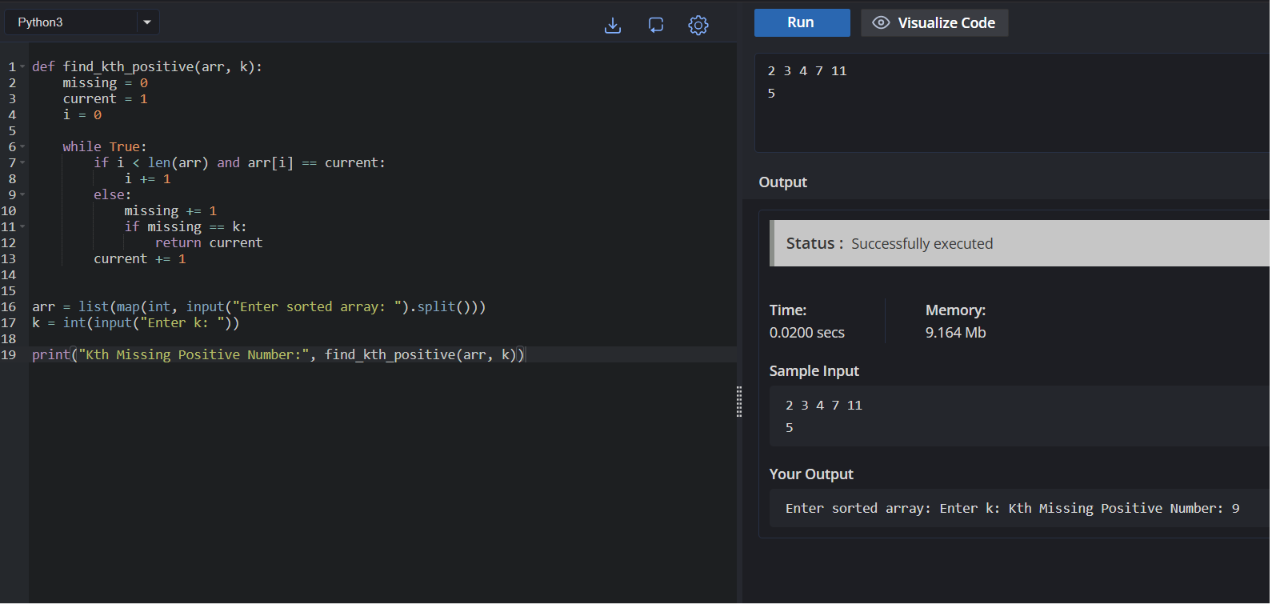 Python3
Run
Visualize Code
1 def find_kth_positive(arr, k):
2     missing = 0
3     current = 1
4     i = 0
5
6     while True:
7         if i < len(arr) and arr[i] == current:
8             i += 1
9         else:
10             missing += 1
11             if missing == k:
12                 return current
13         current += 1
14
15
16 arr = list(map(int, input("Enter sorted array: ").split()))
17 k = int(input("Enter k: "))
18
19 print("Kth Missing Positive Number:", find_kth_positive(arr, k))
2 3 4 7 11
5
Output
Status : Successfully executed
Time: Memory:
0.0200 secs 9.164 Mb
Sample Input
2 3 4 7 11
5
Your Output
Enter sorted array: Enter k: Kth Missing Positive Number: 9